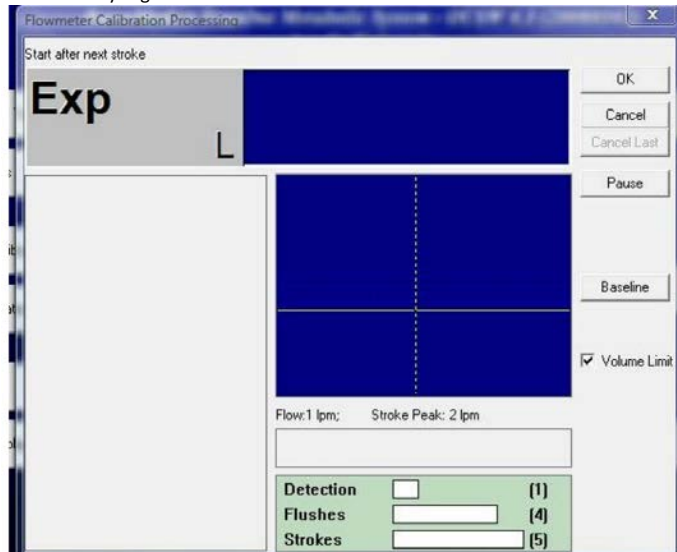 Flowmeter Calibration Processing
Start after next stroke
Exp
L
OK
Cancel
Cancel Last
Pause
Baseline
Volume Limit
Flow:1 lpm; Stroke Peak: 2 lpm
Detection (1)
Flushes (4)
Strokes (5)